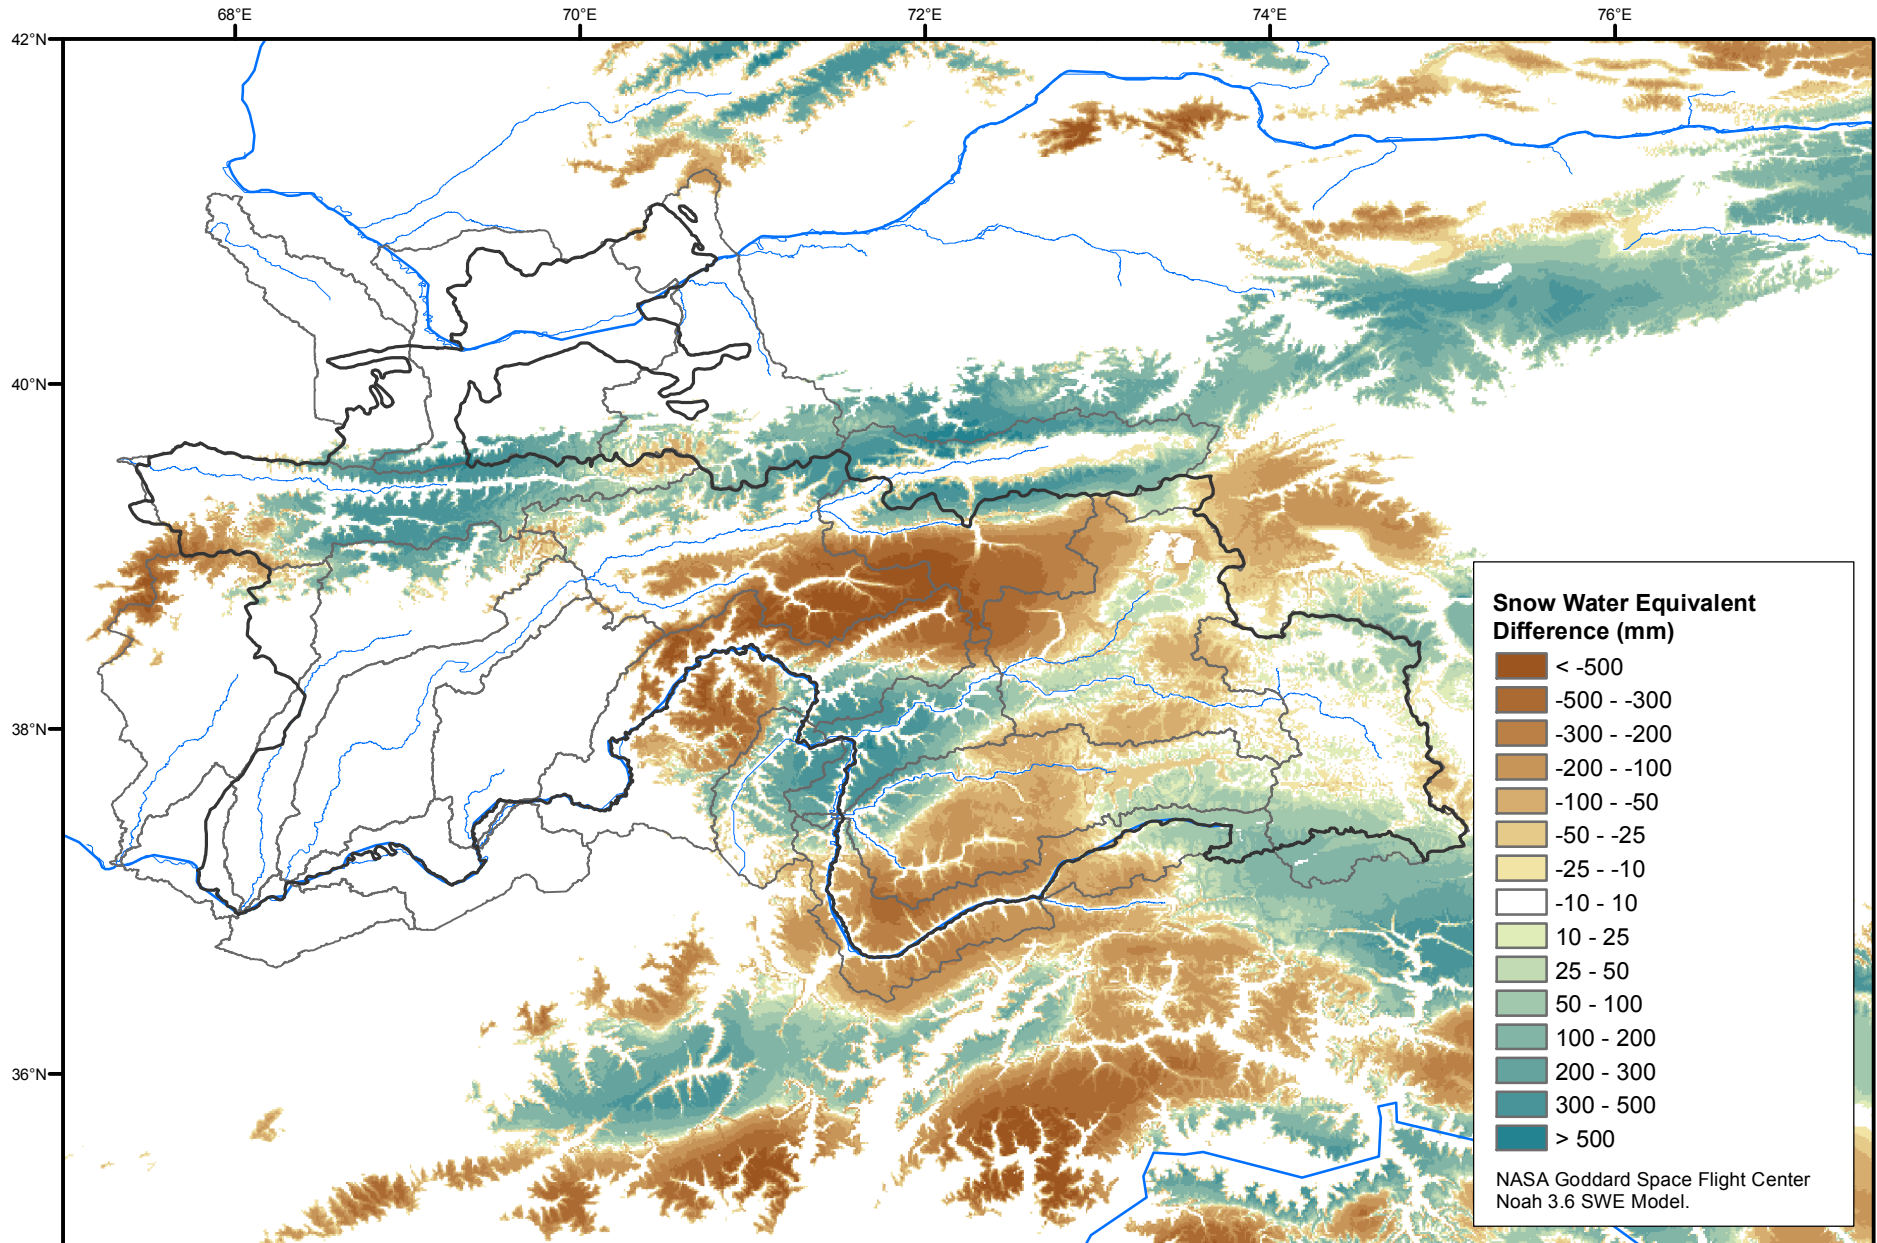 68°E 70°E 72°E 74°E 76°E
42°N
40°N
38°N
36°N
Snow Water Equivalent
Difference (mm)
< -500
-500 - -300
-300 - -200
-200 - -100
-100 - -50
-50 - -25
-25 - -10
-10 - 10
10 - 25
25 - 50
50 - 100
100 - 200
200 - 300
300 - 500
> 500
NASA Goddard Space Flight Center
Noah 3.6 SWE Model.